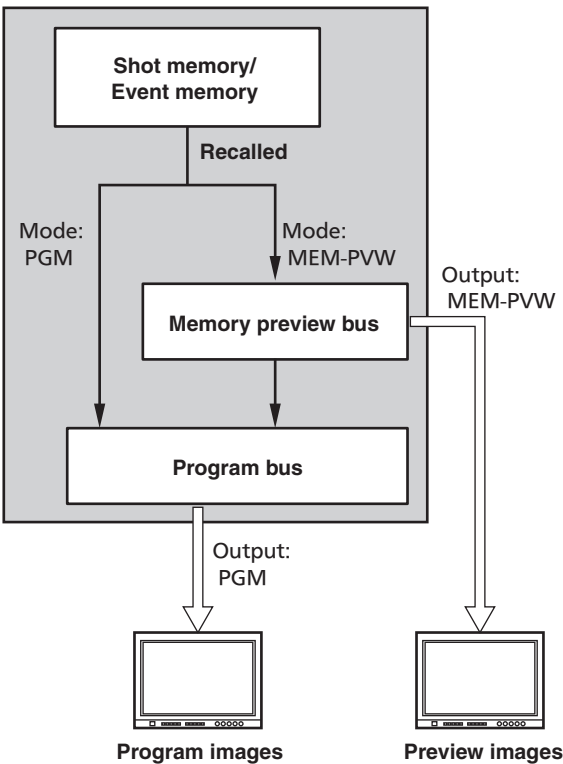 Shot memory/
Event memory
Recalled
Mode:
PGM
Mode:
MEM-PVW
Output:
MEM-PVW
Memory preview bus
Program bus
Output:
PGM
Program images
Preview images